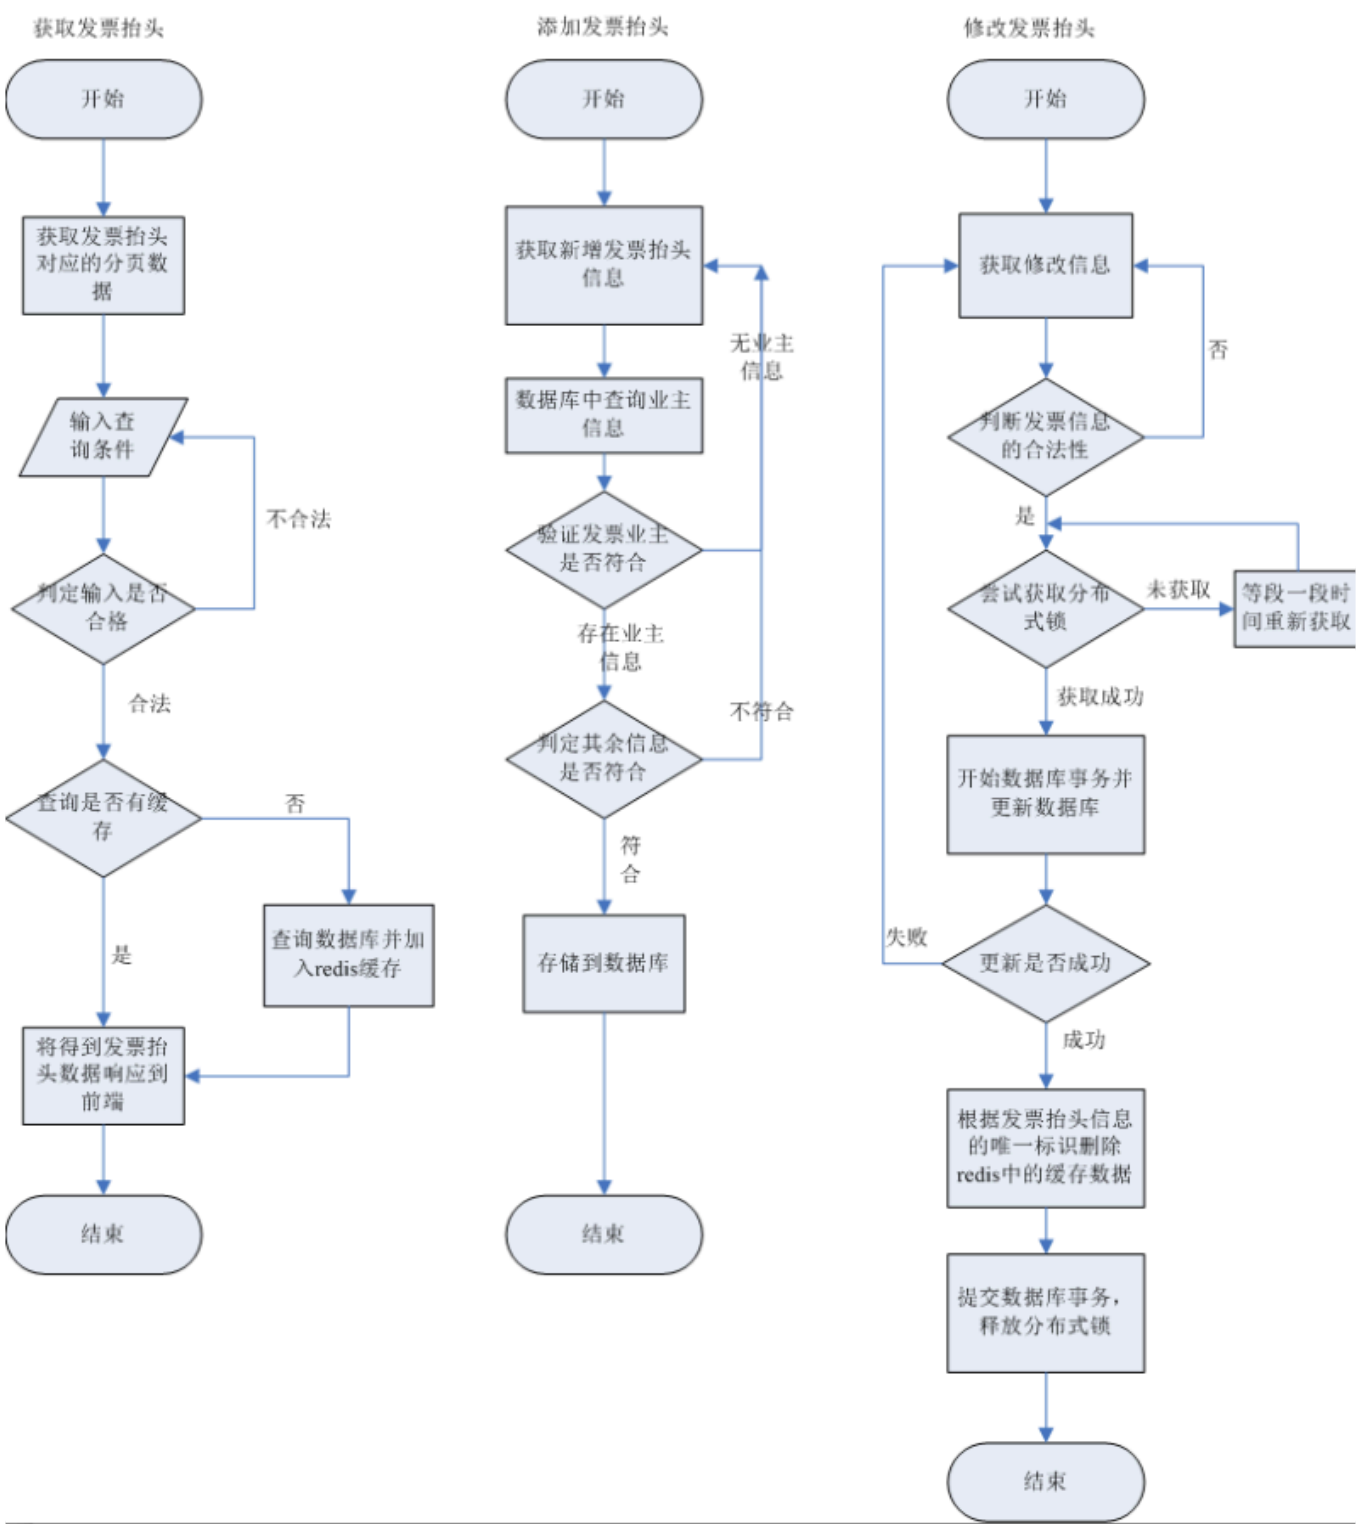 获取发票抬头
开始
获取发票抬头
对应的分页数
据
输入查
询条件
不合法
判定输入是否
合格
合法
查询是否有缓
存
否
查询数据库并加
入redis缓存
是
将得到发票抬
头数据响应到
前端
结束
添加发票抬头
开始
获取新增发票抬头
信息
无业主
信息
数据库中查询业主
信息
验证发票业主
是否符合
存在业主
信息
不符合
判定其余信息
是否符合
符
合
存储到数据库
结束
修改发票抬头
开始
获取修改信息
否
判断发票信息
的合法性
是
尝试获取分布
式锁
未获取
等段一段时
间重新获取
获取成功
开始数据库事务并
更新数据库
失败
更新是否成功
成功
根据发票抬头信息
的唯一标识删除
redis中的缓存数据
提交数据库事务，
释放分布式锁
结束